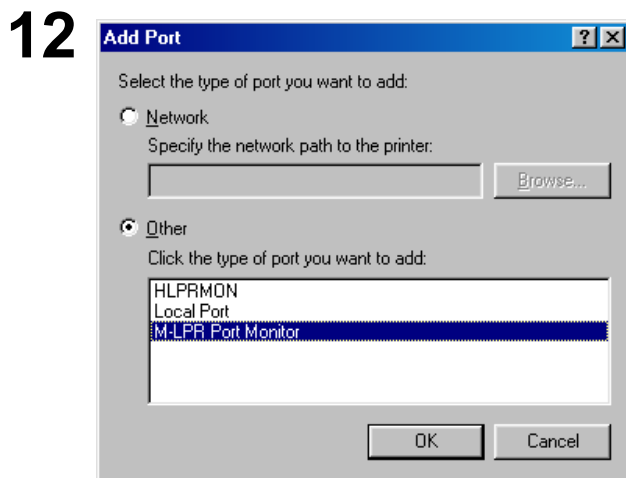 12
Add Port
Select the type of port you want to add:
Network
Specify the network path to the printer:
Browse...
Other
Click the type of port you want to add:
HLPRMON
Local Port
M-LPR Port Monitor
OK Cancel